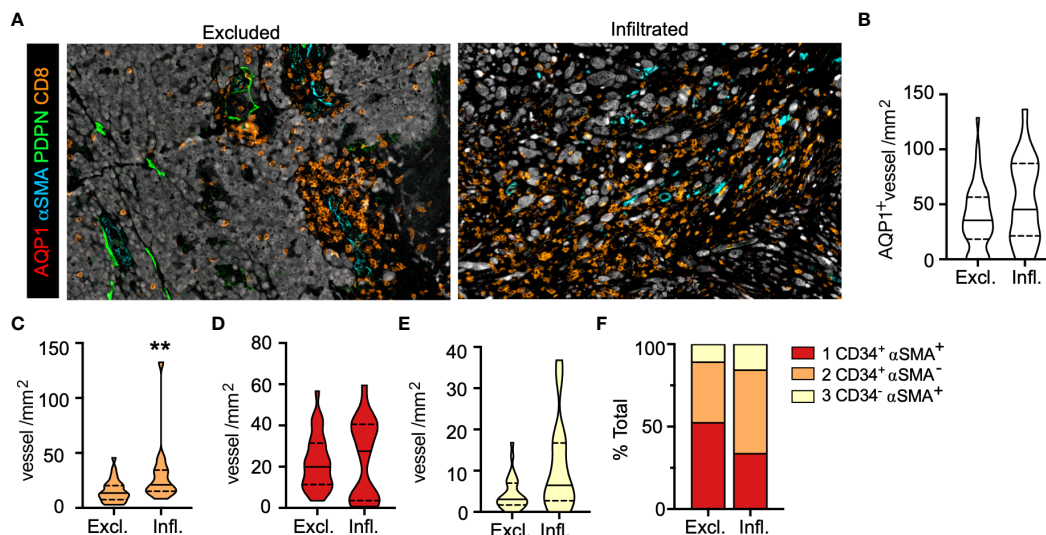 A
Excluded
Infiltrated
AQP1 αSMA PDPN CD8
B
AQP1+vessel /mm2
150
100
50
0
Excl. Infl.
C
vessel /mm2
150
100
50
0
**
Excl. Infl.
D
vessel /mm2
80
60
40
20
0
Excl. Infl.
E
vessel /mm2
40
30
20
10
0
Excl. Infl.
F
% Total
100
50
0
Excl. Infl.
1 CD34+ αSMA+
2 CD34+ αSMA-
3 CD34- αSMA+